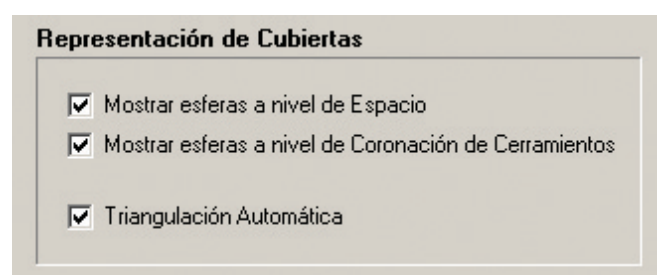 Representación de Cubiertas
Mostrar esferas a nivel de Espacio
Mostrar esferas a nivel de Coronación de Cerramientos
Triangulación Automática